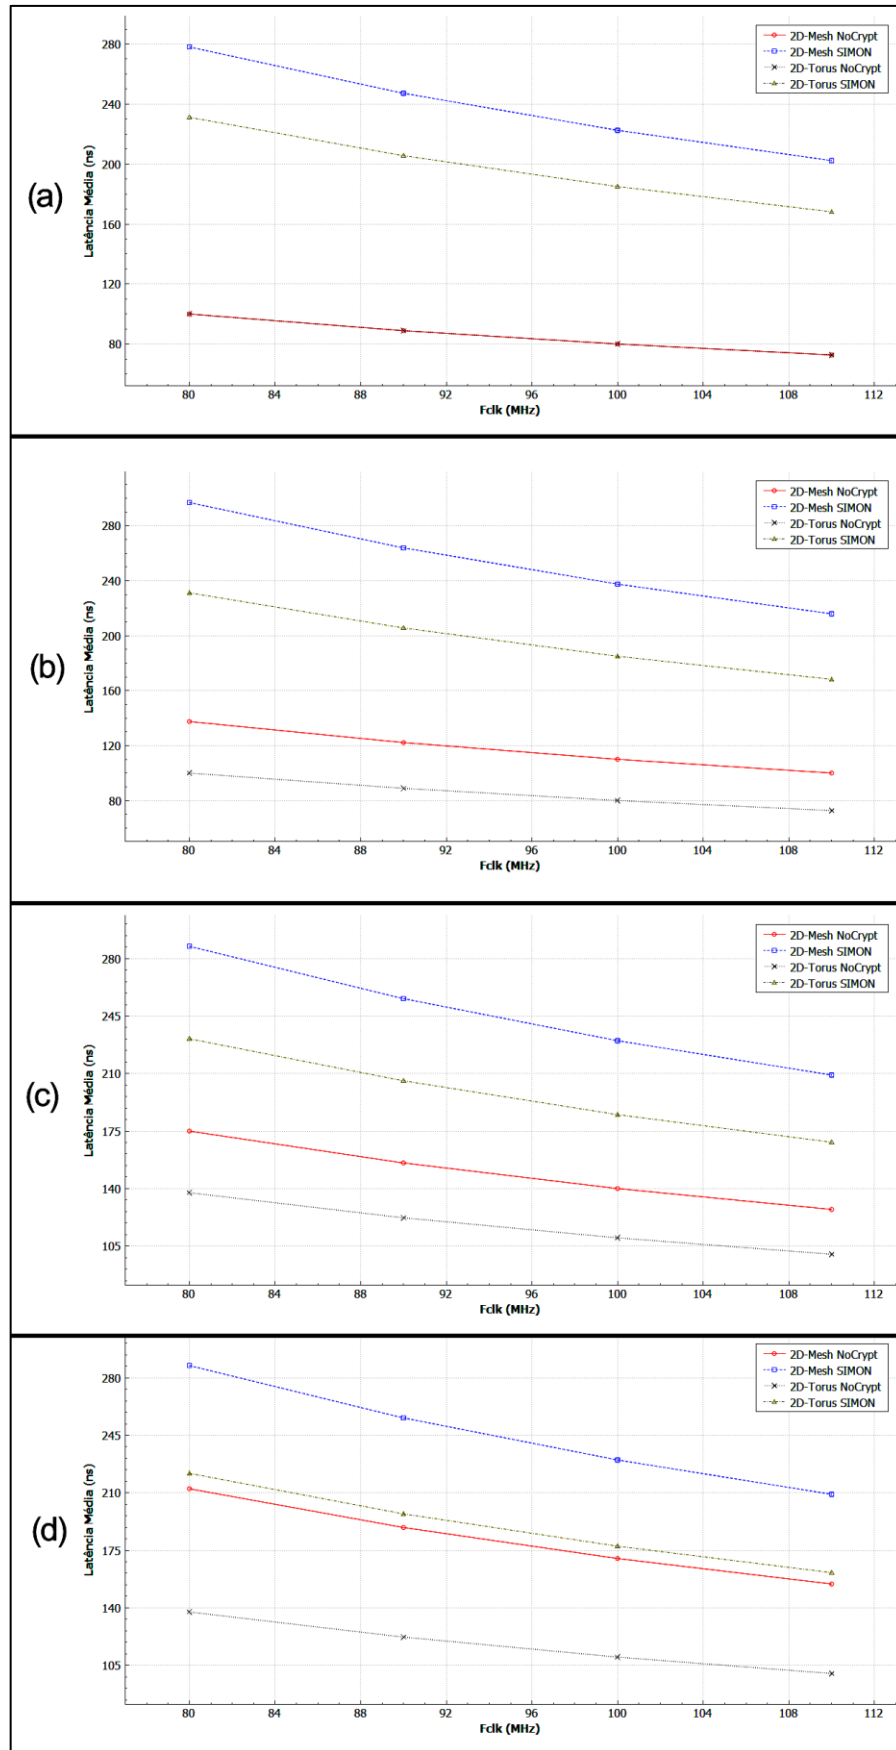 (a)
Latência Média (ns)
280
240
200
160
120
80
80 84 88 92 96 100 104 108 112
Fclk (MHz)
2D-Mesh NoCrypt
2D-Mesh SIMON
2D-Torus NoCrypt
2D-Torus SIMON
(b)
Latência Média (ns)
280
240
200
160
120
80
80 84 88 92 96 100 104 108 112
Fclk (MHz)
2D-Mesh NoCrypt
2D-Mesh SIMON
2D-Torus NoCrypt
2D-Torus SIMON
(c)
Latência Média (ns)
280
245
210
175
140
105
80 84 88 92 96 100 104 108 112
Fclk (MHz)
2D-Mesh NoCrypt
2D-Mesh SIMON
2D-Torus NoCrypt
2D-Torus SIMON
(d)
Latência Média (ns)
280
245
210
175
140
105
80 84 88 92 96 100 104 108 112
Fclk (MHz)
2D-Mesh NoCrypt
2D-Mesh SIMON
2D-Torus NoCrypt
2D-Torus SIMON